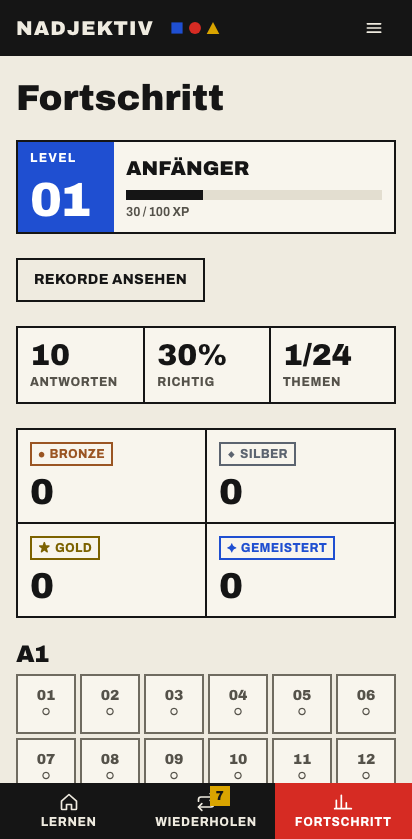 NADJEKTIV
Fortschritt
LEVEL
01
ANFÄNGER
30 / 100 XP
REKORDE ANSEHEN
10
ANTWORTEN
30%
RICHTIG
1/24
THEMEN
BRONZE
0
SILBER
0
GOLD
0
GEMEISTERT
0
A1
01 02 03 04 05 06
07 08 09 10 11 12
7
LERNEN WIEDERHOLEN FORTSCHRITT